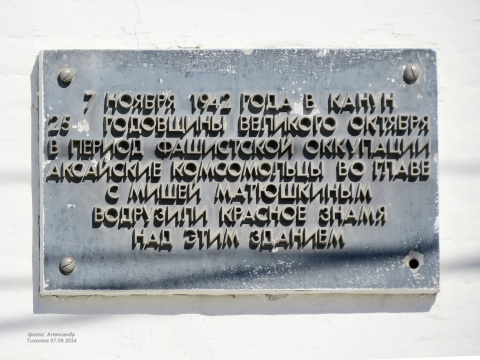 7 НОЯБРЯ 1942 ГОДА В КАНУН
25-й ГОДОВЩИНЫ ВЕЛИКОГО ОКТЯБРЯ
В ПЕРИОД ФАШИСТСКОЙ ОККУПАЦИИ
АКСАЙСКИЕ КОМСОМОЛЬЦЫ ВО ГЛАВЕ
С МИШЕЙ МАТЮШКИНЫМ
ВОДРУЗИЛИ КРАСНОЕ ЗНАМЯ
НАД ЭТИМ ЗДАНИЕМ
фото: Александр
Тихонов 07.09.2024